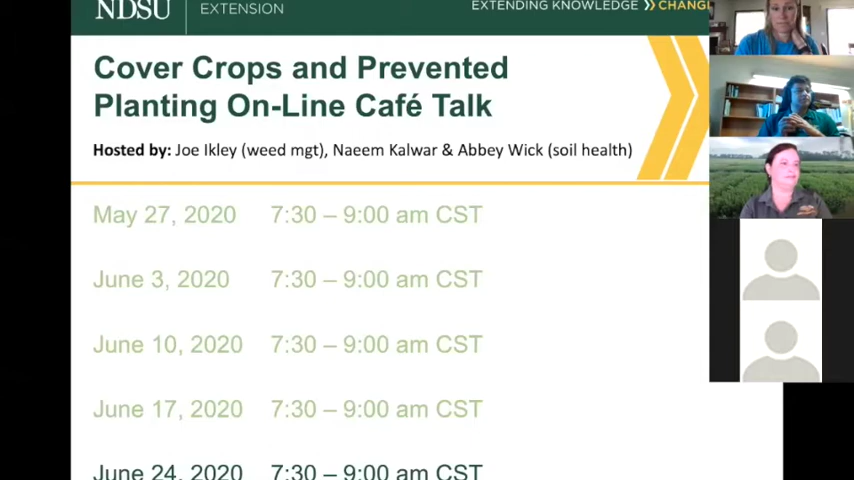 NDSU EXTENSION
EXTENDING KNOWLEDGE CHANGI
Cover Crops and Prevented
Planting On-Line Café Talk
Hosted by: Joe Ikley (weed mgt), Naeem Kalwar & Abbey Wick (soil health)
May 27, 2020 7:30 – 9:00 am CST
June 3, 2020 7:30 – 9:00 am CST
June 10, 2020 7:30 – 9:00 am CST
June 17, 2020 7:30 – 9:00 am CST
June 24, 2020 7:30 – 9:00 am CST